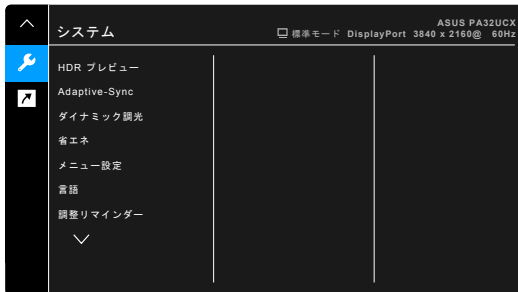 ASUS PA32UCX
システム
標準モード DisplayPort 3840 x 2160@ 60Hz
HDR プレビュー
Adaptive-Sync
ダイナミック調光
省エネ
メニュー設定
言語
調整リマインダー